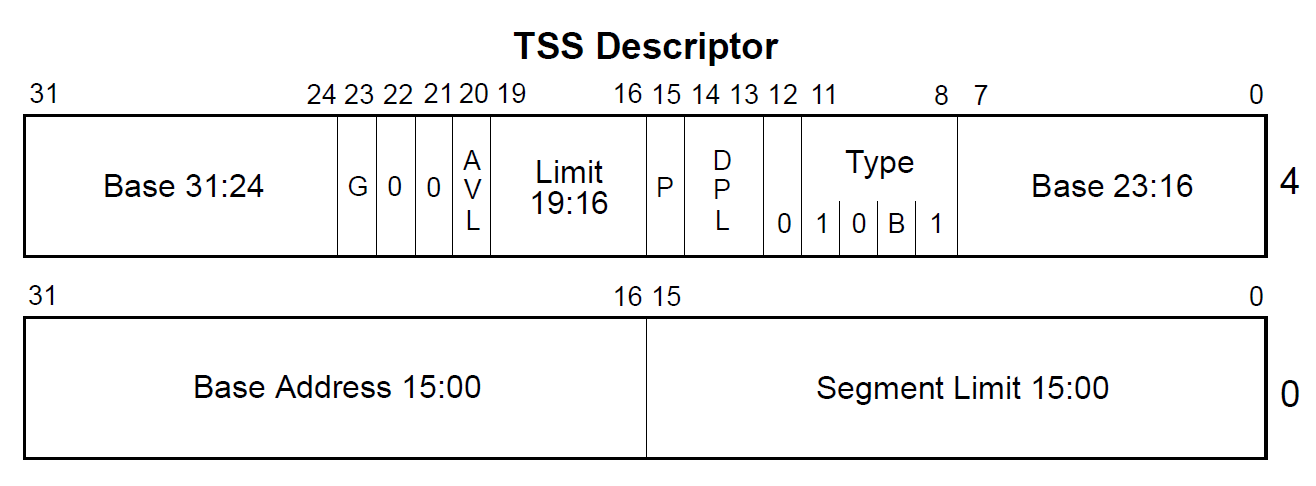 TSS Descriptor
31 24 23 22 21 20 19 16 15 14 13 12 11 8 7 0
Base 31:24 G 0 0 AVL Limit 19:16 P DPL 0 Type 1 0 B 1 Base 23:16 4
31 16 15 0
Base Address 15:00 Segment Limit 15:00 0